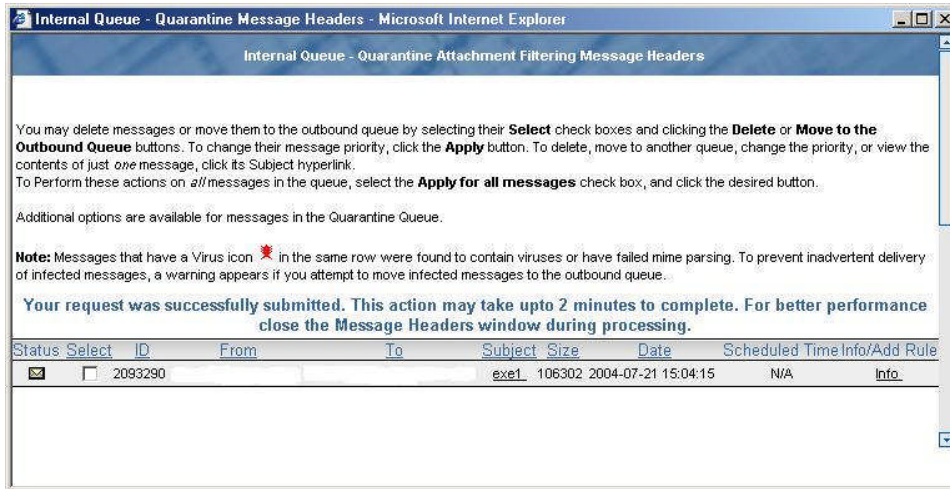 Internal Queue - Quarantine Message Headers - Microsoft Internet Explorer
Internal Queue - Quarantine Attachment Filtering Message Headers
You may delete messages or move them to the outbound queue by selecting their Select check boxes and clicking the Delete or Move to the
Outbound Queue buttons. To change their message priority, click the Apply button. To delete, move to another queue, change the priority, or view the
contents of just one message, click its Subject hyperlink.
To Perform these actions on all messages in the queue, select the Apply for all messages check box, and click the desired button.
Additional options are available for messages in the Quarantine Queue.
Note: Messages that have a Virus icon in the same row were found to contain viruses or have failed mime parsing. To prevent inadvertent delivery
of infected messages, a warning appears if you attempt to move infected messages to the outbound queue.
Your request was successfully submitted. This action may take upto 2 minutes to complete. For better performance
close the Message Headers window during processing.
Status Select ID From To Subject Size Date Scheduled Time Info/Add Rule
2093290 exe1 106302 2004-07-21 15:04:15 N/A Info